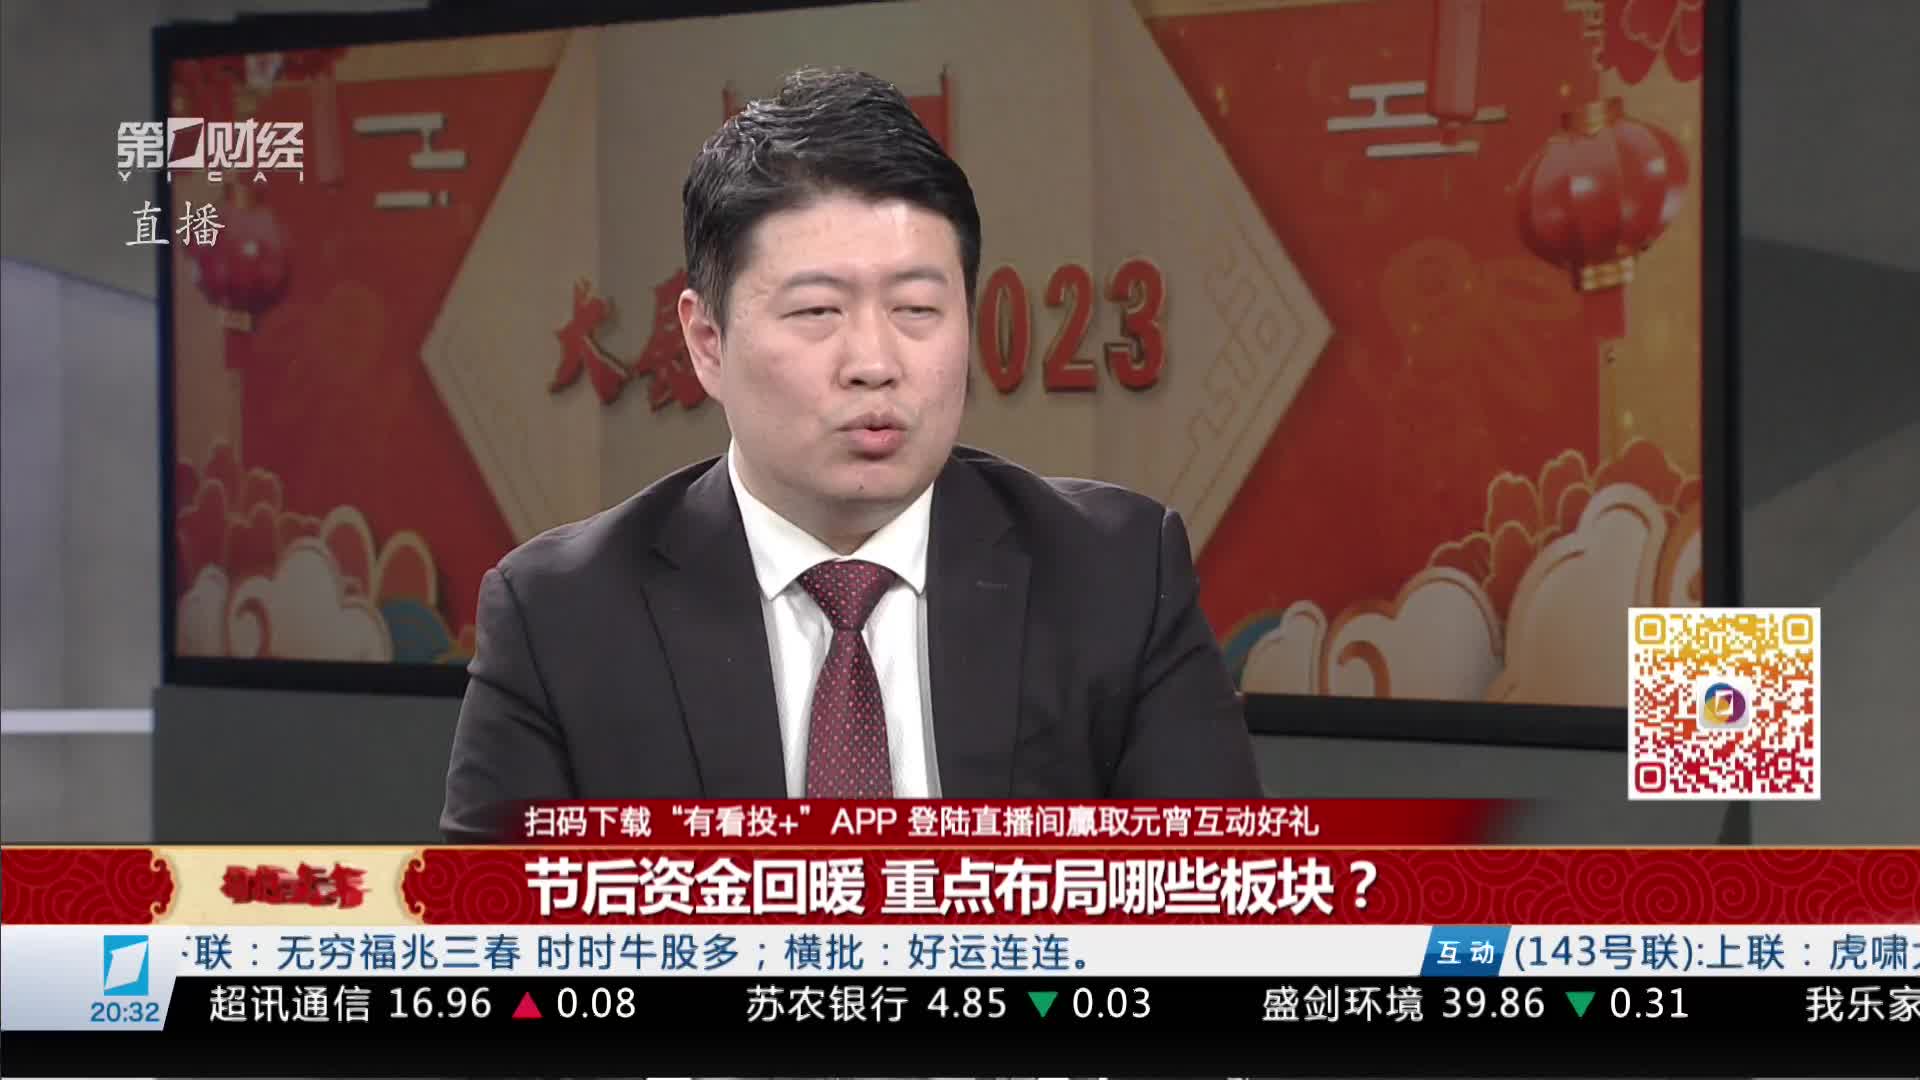 第一财经
YICAI
直播
大 023
扫码下载“有看投+”APP 登陆直播间赢取元宵互动好礼
节后资金回暖 重点布局哪些板块？
联：无穷福兆三春 时时牛股多；横批：好运连连。 互动 (143号联):上联：虎啸
20:32 超讯通信 16.96 ▲ 0.08 苏农银行 4.85 ▼ 0.03 盛剑环境 39.86 ▼ 0.31 我乐家